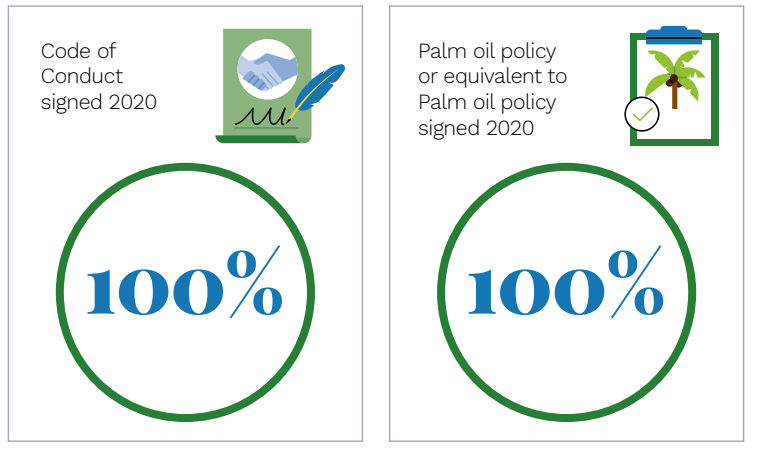 Code of
Conduct
signed 2020
100%
Palm oil policy
or equivalent to
Palm oil policy
signed 2020
100%